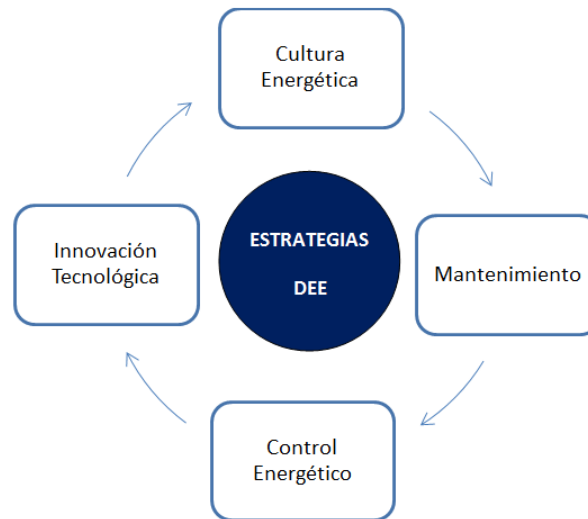 Cultura
Energética
Innovación
Tecnológica
ESTRATEGIAS
DEE
Mantenimiento
Control
Energético